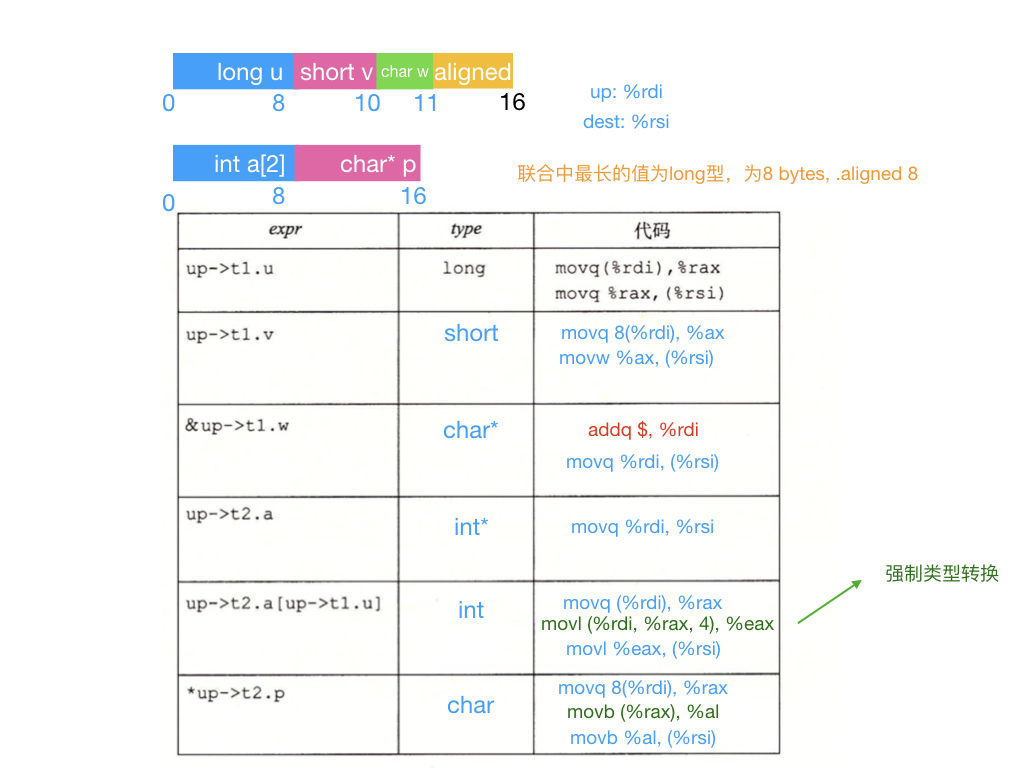 long u short v char w aligned
0 8 10 11 16
up: %rdi
dest: %rsi
int a[2] char* p
0 8 16
联合中最长的值为long型，为8 bytes, .aligned 8
expr type 代码
up->t1.u long movq(%rdi),%rax
movq %rax,(%rsi)
up->t1.v short movq 8(%rdi), %ax
movw %ax, (%rsi)
&up->t1.w char* addq $, %rdi
movq %rdi, (%rsi)
up->t2.a int* movq %rdi, %rsi
强制类型转换
up->t2.a[up->t1.u] int movq (%rdi), %rax
movl (%rdi, %rax, 4), %eax
movl %eax, (%rsi)
*up->t2.p char movq 8(%rdi), %rax
movb (%rax), %al
movb %al, (%rsi)